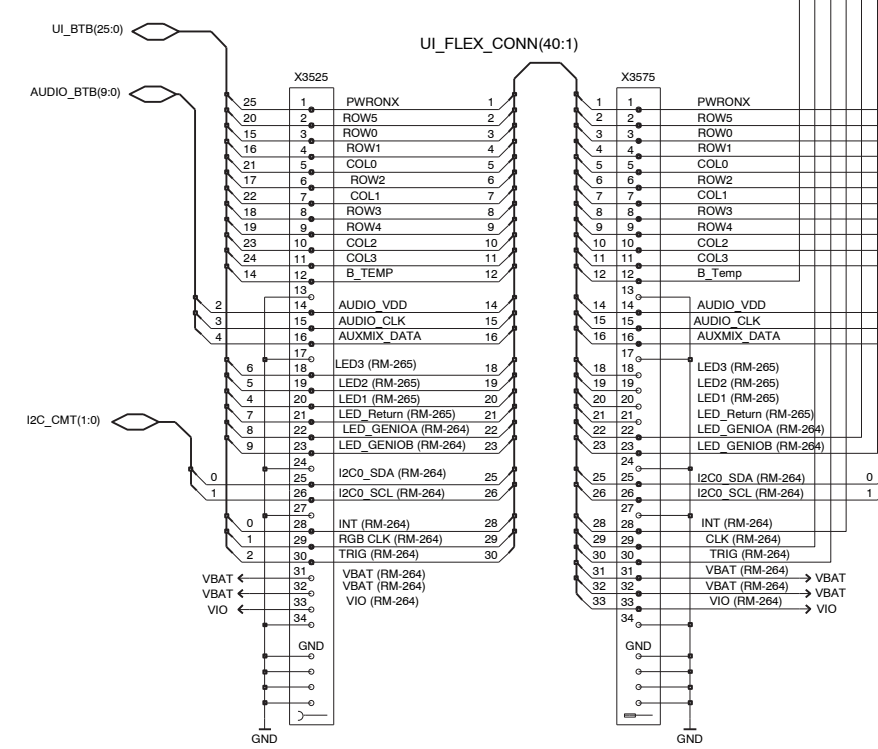 UI_BTB(25:0)
UI_FLEX_CONN(40:1)
X3525 X3575
AUDIO_BTB(9:0)
25 1 PWRONX 1 1 1 PWRONX
20 2 ROW5 2 2 2 ROW5
15 3 ROW0 3 3 3 ROW0
16 4 ROW1 4 4 4 ROW1
21 5 COL0 5 5 5 COL0
17 6 ROW2 6 6 6 ROW2
22 7 COL1 7 7 7 COL1
18 8 ROW3 8 8 8 ROW3
19 9 ROW4 9 9 9 ROW4
23 10 COL2 10 10 10 COL2
24 11 COL3 11 11 11 COL3
14 12 B_TEMP 12 12 12 B_Temp
13 13
2 14 AUDIO_VDD 14 14 14 AUDIO_VDD
3 15 AUDIO_CLK 15 15 15 AUDIO_CLK
4 16 AUXMIX_DATA 16 16 16 AUXMIX_DATA
17 17
6 18 LED3 (RM-265) 18 18 18 LED3 (RM-265)
5 19 LED2 (RM-265) 19 19 19 LED2 (RM-265)
4 20 LED1 (RM-265) 20 20 20 LED1 (RM-265)
I2C_CMT(1:0)
7 21 LED_Return (RM-265) 21 21 21 LED_Return (RM-265)
8 22 LED_GENIOA (RM-264) 22 22 22 LED_GENIOA (RM-264)
9 23 LED_GENIOB (RM-264) 23 23 23 LED_GENIOB (RM-264)
24 24
0 25 I2C0_SDA (RM-264) 25 25 25 I2C0_SDA (RM-264) 0
1 26 I2C0_SCL (RM-264) 26 26 26 I2C0_SCL (RM-264) 1
27 27
0 28 INT (RM-264) 28 28 28 INT (RM-264)
1 29 RGB CLK (RM-264) 29 29 29 CLK (RM-264)
2 30 TRIG (RM-264) 30 30 30 TRIG (RM-264)
VBAT 31 VBAT (RM-264) 31 31 VBAT (RM-264) VBAT
VBAT 32 VBAT (RM-264) 32 32 VBAT (RM-264) VBAT
VIO 33 VIO (RM-264) 33 33 VIO (RM-264) VIO
34 34
GND GND
GND GND